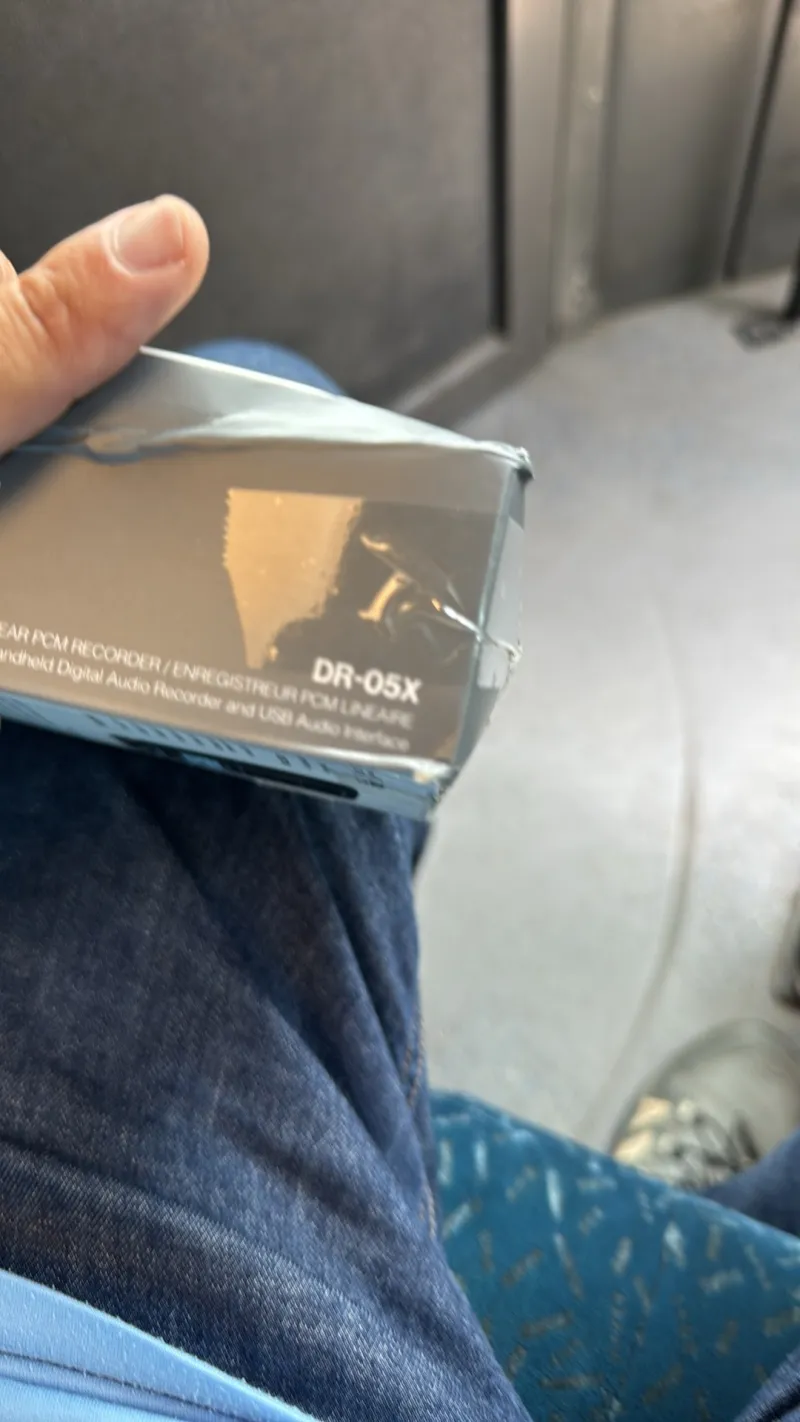 DR-05X
EAR PCM RECORDER / ENREGISTREUR PCM LINEAIRE
andheld Digital Audio Recorder and USB Audio Interface